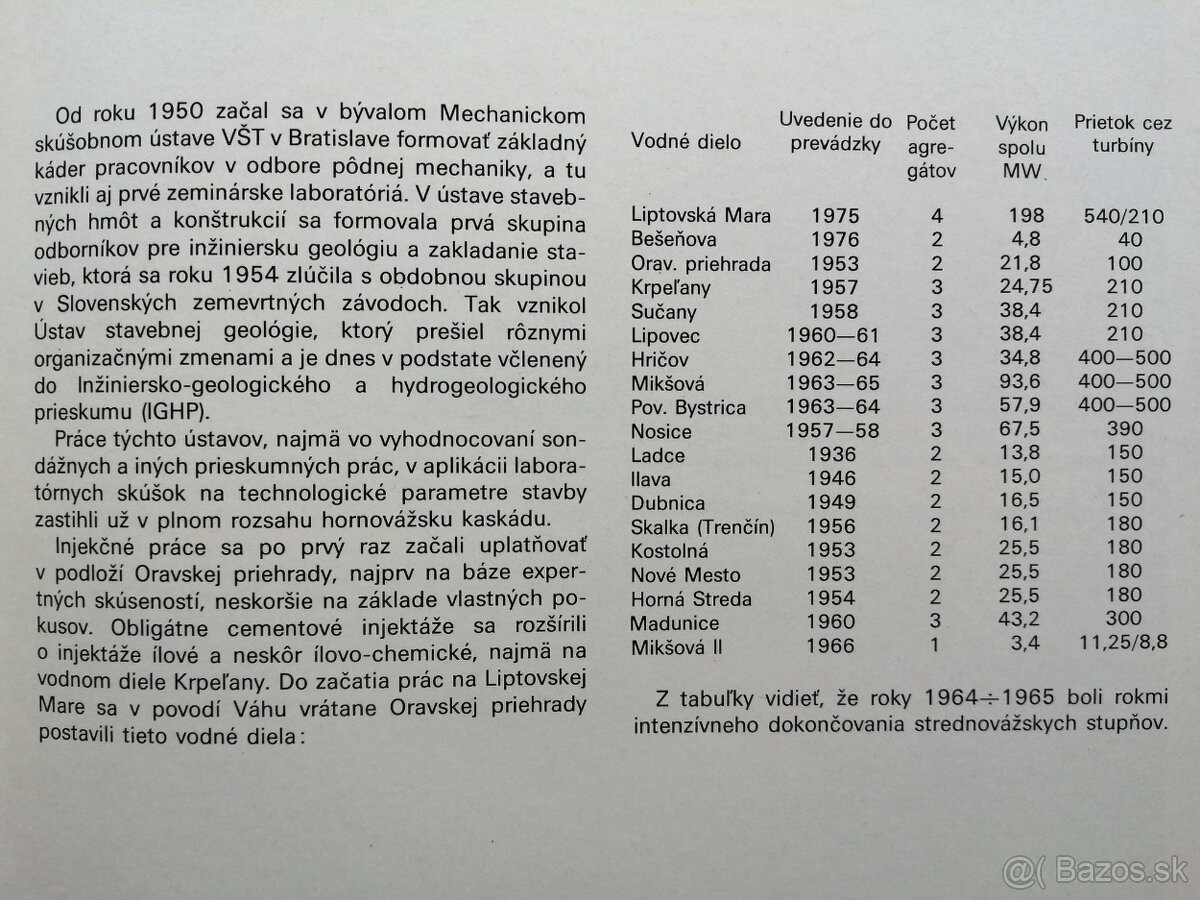 Od roku 1950 začal sa v bývalom Mechanickom
skúšobnom ústave VŠT v Bratislave formovať základný
káder pracovníkov v odbore pôdnej mechaniky, a tu
vznikli aj prvé zeminárske laboratóriá. V ústave staveb-
ných hmôt a konštrukcií sa formovala prvá skupina
odborníkov pre inžiniersku geológiu a zakladanie sta-
vieb, ktorá sa roku 1954 zlúčila s obdobnou skupinou
v Slovenských zemevrtných závodoch. Tak vznikol
Ústav stavebnej geológie, ktorý prešiel rôznymi
organizačnými zmenami a je dnes v podstate včlenený
do Inžiniersko-geologického a hydrogeologického
prieskumu (IGHP).
Práce týchto ústavov, najmä vo vyhodnocovaní son-
dážnych a iných prieskumných prác, v aplikácii labora-
tórnych skúšok na technologické parametre stavby
zastihli už v plnom rozsahu hornovážsku kaskádu.
Injekčné práce sa po prvý raz začali uplatňovať
v podloží Oravskej priehrady, najprv na báze exper-
tných skúseností, neskoršie na základe vlastných po-
kusov. Obligátne cementové injektáže sa rozšírili
o injektáže ílové a neskôr ílovo-chemické, najmä na
vodnom diele Krpeľany. Do začatia prác na Liptovskej
Mare sa v povodí Váhu vrátane Oravskej priehrady
postavili tieto vodné diela:
Vodné dielo Uvedenie do prevádzky Počet agre-gátov Výkon spolu MW Prietok cez turbíny
Liptovská Mara 1975 4 198 540/210
Bešeňova 1976 2 4,8 40
Orav. priehrada 1953 2 21,8 100
Krpeľany 1957 3 24,75 210
Sučany 1958 3 38,4 210
Lipovec 1960—61 3 38,4 210
Hričov 1962—64 3 34,8 400—500
Mikšová 1963—65 3 93,6 400—500
Pov. Bystrica 1963—64 3 57,9 400—500
Nosice 1957—58 3 67,5 390
Ladce 1936 2 13,8 150
Ilava 1946 2 15,0 150
Dubnica 1949 2 16,5 150
Skalka (Trenčín) 1956 2 16,1 180
Kostolná 1953 2 25,5 180
Nové Mesto 1953 2 25,5 180
Horná Streda 1954 2 25,5 180
Madunice 1960 3 43,2 300
Mikšová II 1966 1 3,4 11,25/8,8
Z tabuľky vidieť, že roky 1964÷1965 boli rokmi
intenzívneho dokončovania strednovážskych stupňov.
@( Bazos.sk